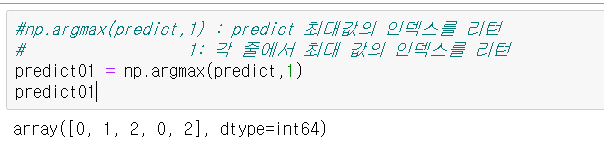 #np.argmax(predict,1) : predict 최대값의 인덱스를 리턴
#                     1: 각 줄에서 최대 값의 인덱스를 리턴
predict01 = np.argmax(predict,1)
predict01
array([0, 1, 2, 0, 2], dtype=int64)